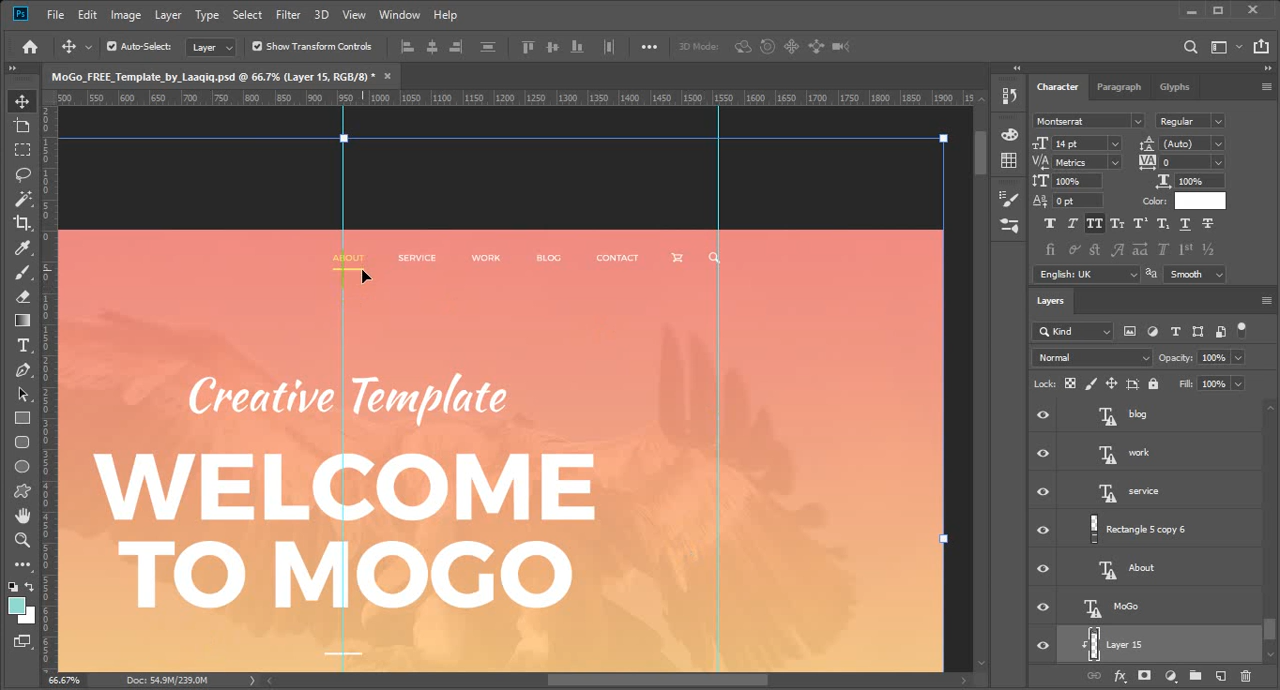 Ps File Edit Image Layer Type Select Filter 3D View Window Help
Auto-Select: Layer Show Transform Controls 3D Mode:
MoGo_FREE_Template_by_Laaqiq.psd @ 66.7% (Layer 15, RGB/8) *
500 550 600 650 700 750 800 850 900 950 1000 1050 1100 1150 1200 1250 1300 1350 1400 1450 1500 1550 1600 1650 1700 1750 1800 1850 1900
ABOUT SERVICE WORK BLOG CONTACT
Creative Template
WELCOME
TO MOGO
66.67% Doc: 54.9M/239.0M
Character Paragraph Glyphs
Montserrat Regular
14 pt (Auto)
Metrics 0
100% 100%
0 pt Color:
English: UK Smooth
Layers
Kind
Normal Opacity: 100%
Lock: Fill: 100%
blog
work
service
Rectangle 5 copy 6
About
MoGo
Layer 15